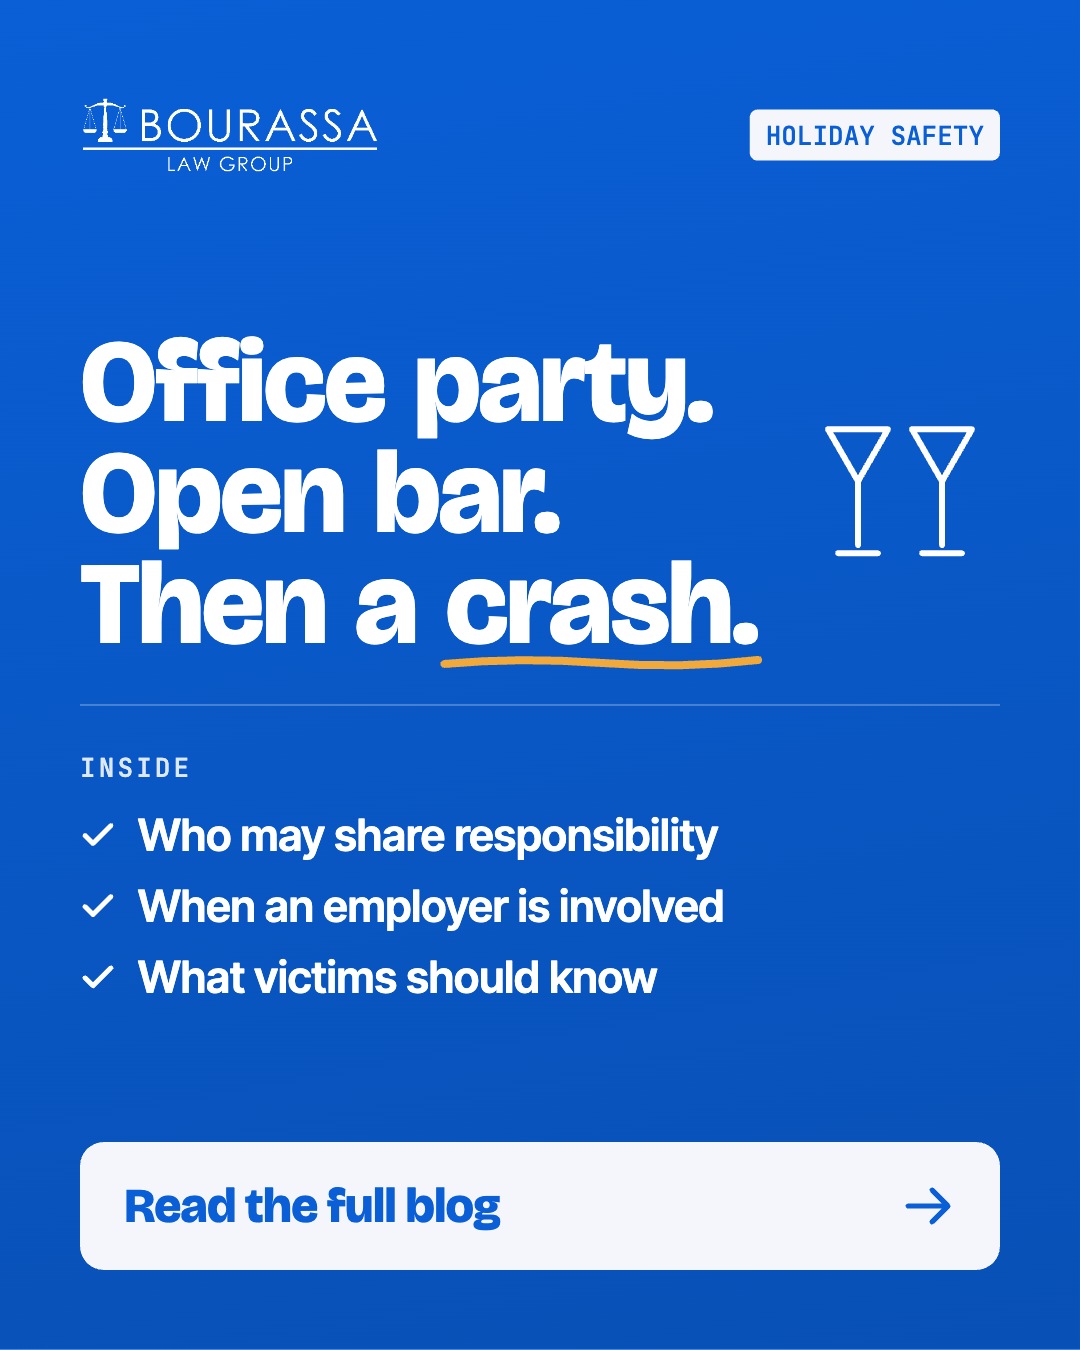 BOURASSA
LAW GROUP
HOLIDAY SAFETY
Office party.
Open bar.
Then a crash.
INSIDE
Who may share responsibility
When an employer is involved
What victims should know
Read the full blog